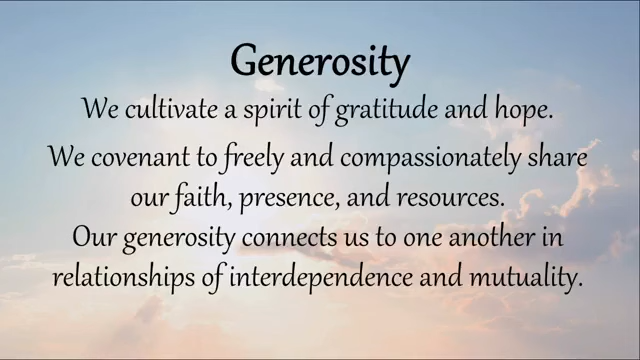 Generosity
We cultivate a spirit of gratitude and hope.
We covenant to freely and compassionately share
our faith, presence, and resources.
Our generosity connects us to one another in
relationships of interdependence and mutuality.